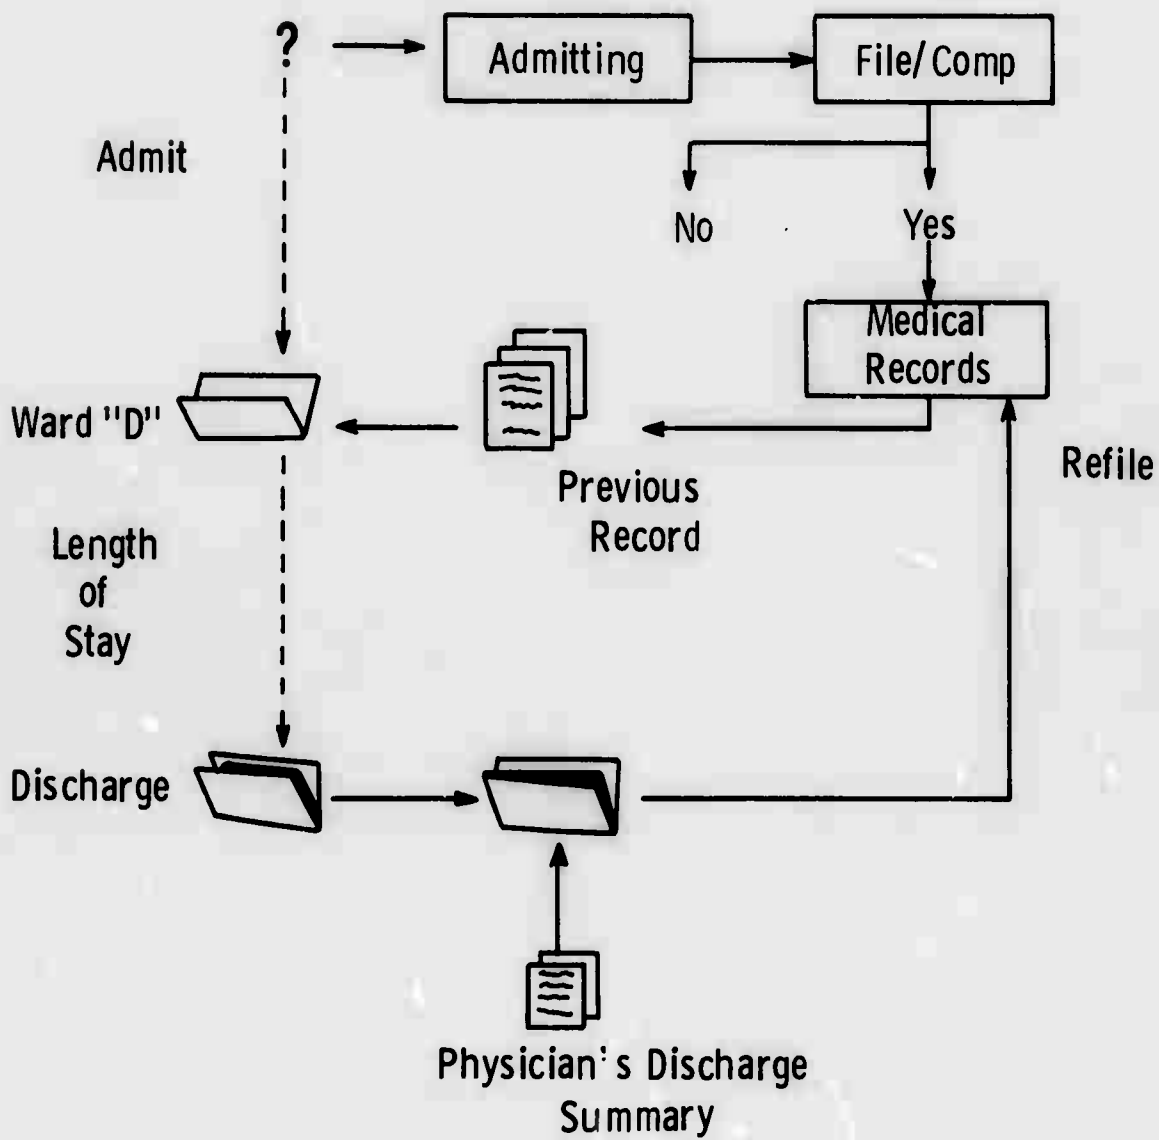 ?
Admitting
File/Comp
Admit
No
Yes
Medical
Records
Ward "D"
Previous
Record
Refile
Length
of
Stay
Discharge
Physician's Discharge
Summary